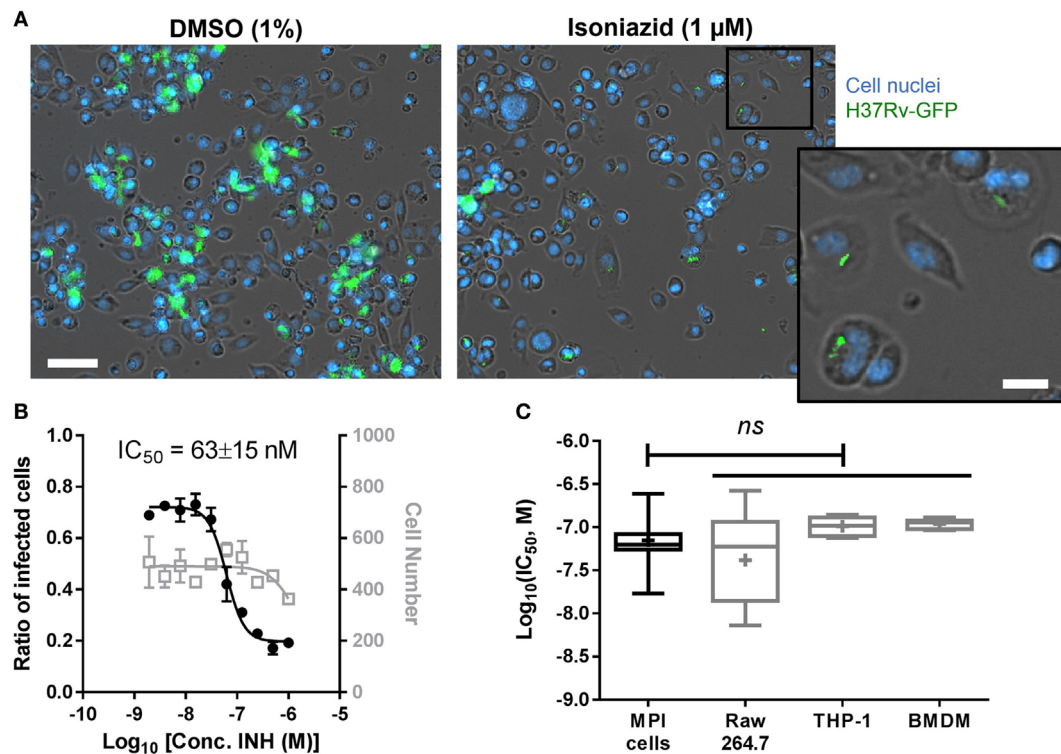 A
DMSO (1%)
Isoniazid (1 µM)
Cell nuclei
H37Rv-GFP
B
IC50 = 63±15 nM
Ratio of infected cells
1.0
0.8
0.6
0.4
0.2
0.0
1000
800
600
400
200
0
Cell Number
-10 -9 -8 -7 -6 -5
Log10 [Conc. INH (M)]
C
ns
Log10(IC50, M)
-6.0
-6.5
-7.0
-7.5
-8.0
-8.5
-9.0
MPI cells
Raw 264.7
THP-1
BMDM